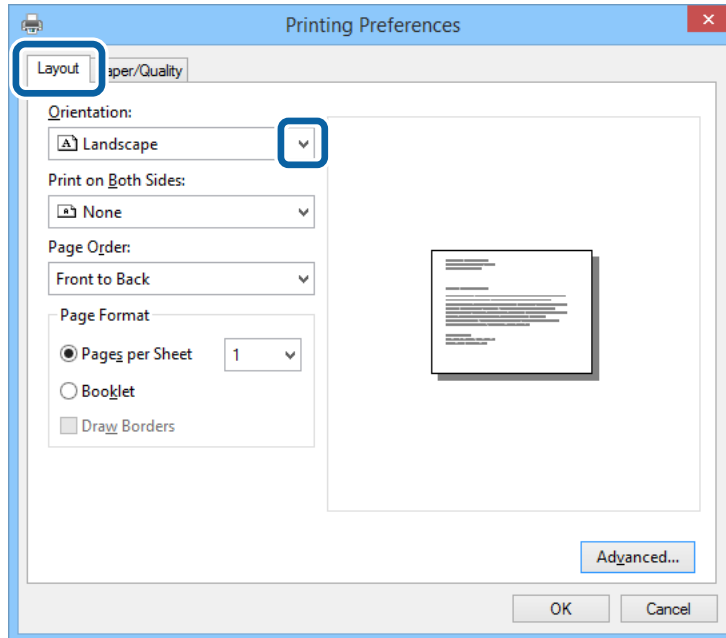 Printing Preferences
Layout aper/Quality
Orientation:
Landscape
Print on Both Sides:
None
Page Order:
Front to Back
Page Format
Pages per Sheet 1
Booklet
Draw Borders
Advanced...
OK Cancel